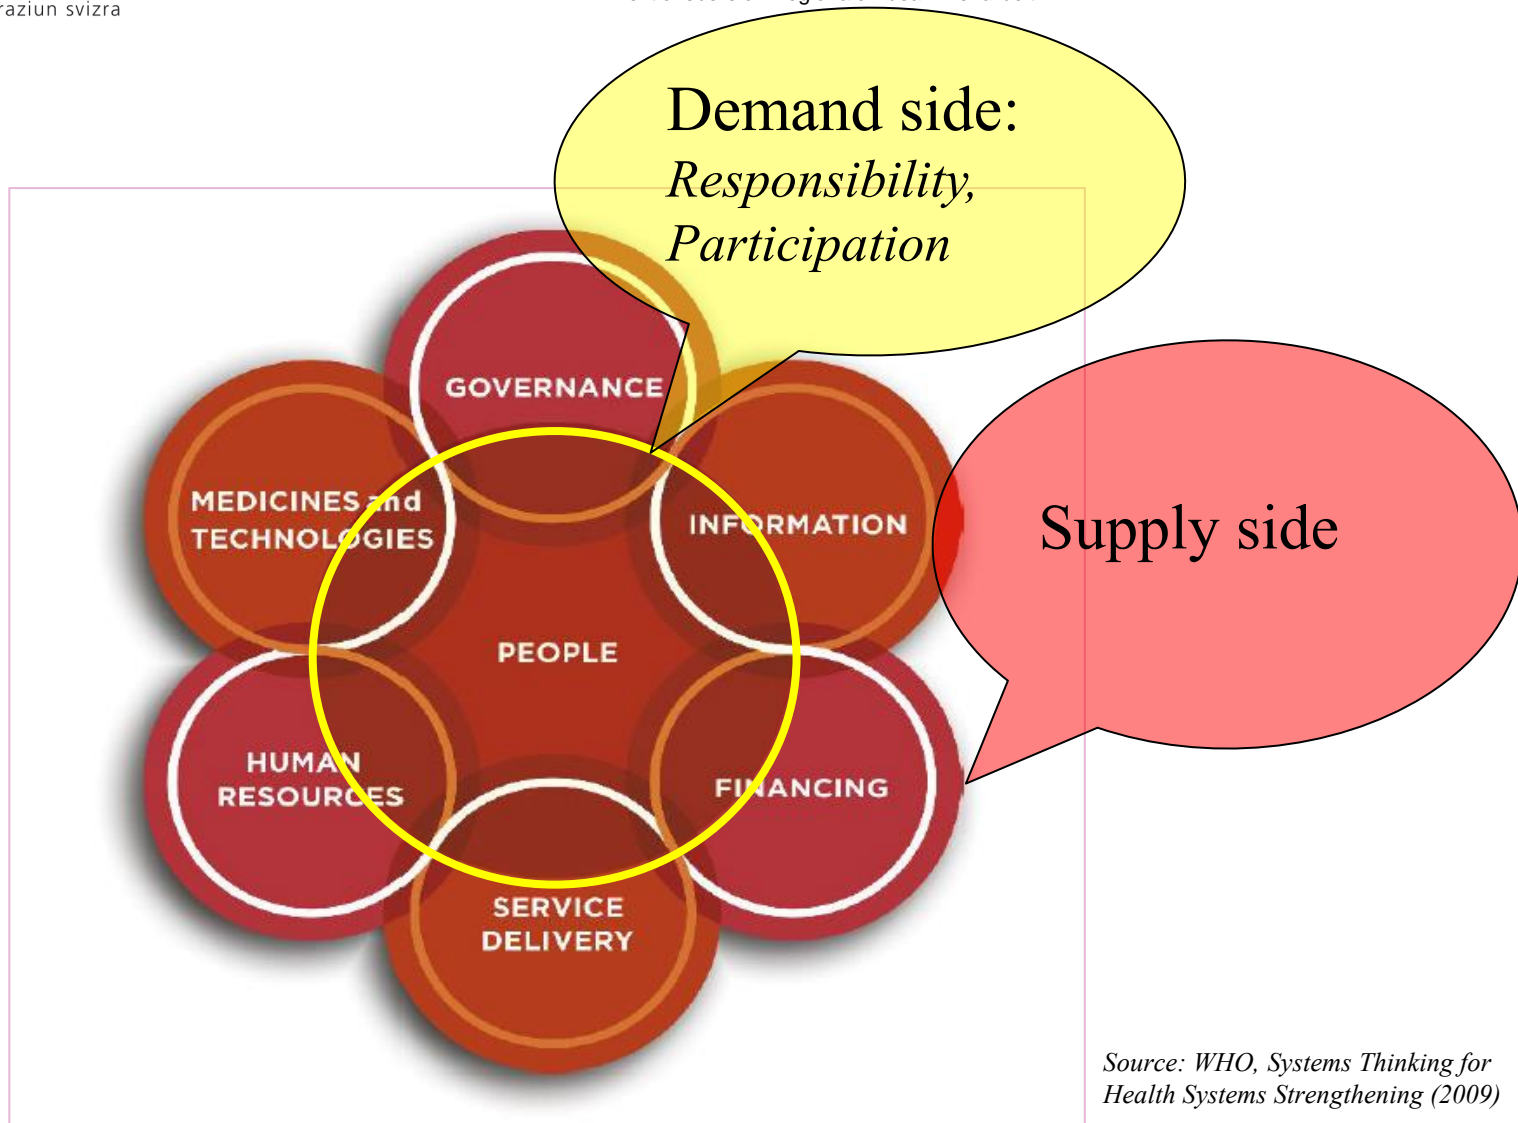 raziun svizra
Demand side:
Responsibility,
Participation
GOVERNANCE
MEDICINES and
TECHNOLOGIES
INFORMATION
Supply side
PEOPLE
HUMAN
RESOURCES
FINANCING
SERVICE
DELIVERY
Source: WHO, Systems Thinking for
Health Systems Strengthening (2009)